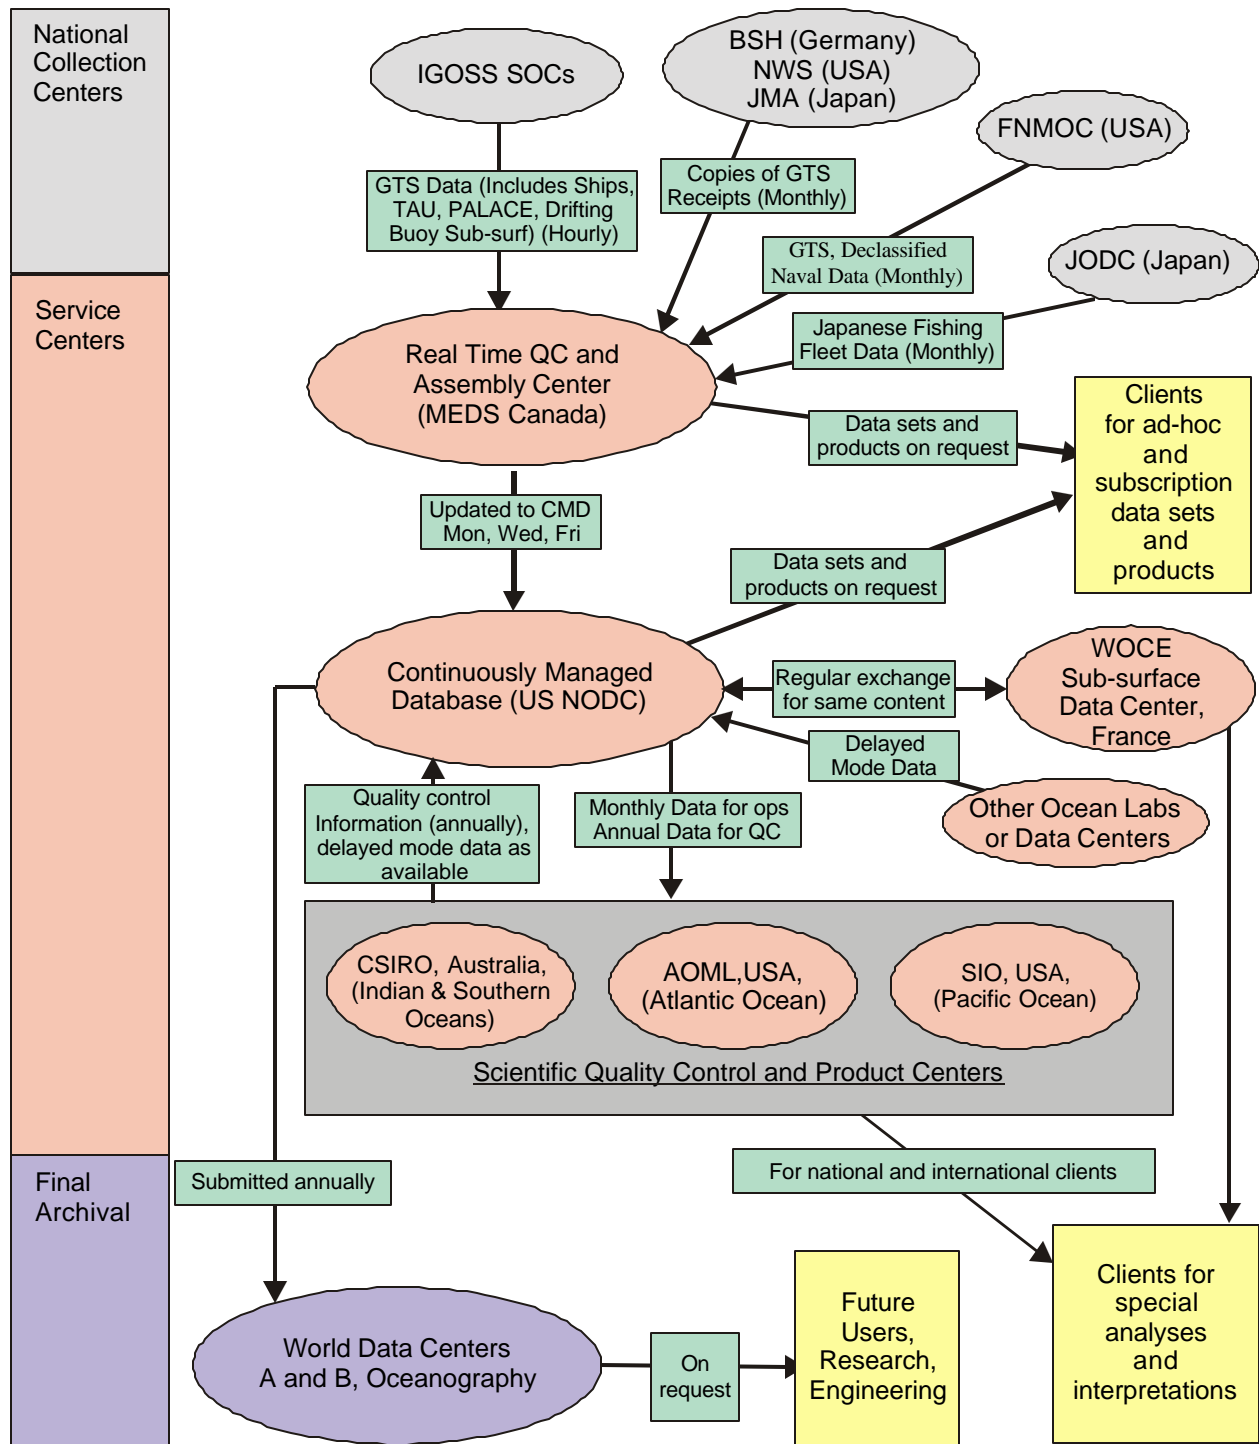 National
Collection
Centers
IGOSS SOCs
BSH (Germany)
NWS (USA)
JMA (Japan)
FNMOC (USA)
GTS Data (Includes Ships,
TAU, PALACE, Drifting
Buoy Sub-surf) (Hourly)
Copies of GTS
Receipts (Monthly)
GTS, Declassified
Naval Data (Monthly)
JODC (Japan)
Service
Centers
Japanese Fishing
Fleet Data (Monthly)
Real Time QC and
Assembly Center
(MEDS Canada)
Data sets and
products on request
Clients
for ad-hoc
and
subscription
data sets
and
products
Updated to CMD
Mon, Wed, Fri
Data sets and
products on request
Continuously Managed
Database (US NODC)
Regular exchange
for same content
WOCE
Sub-surface
Data Center,
France
Delayed
Mode Data
Other Ocean Labs
or Data Centers
Quality control
Information (annually),
delayed mode data as
available
Monthly Data for ops
Annual Data for QC
CSIRO, Australia,
(Indian & Southern
Oceans)
AOML,USA,
(Atlantic Ocean)
SIO, USA,
(Pacific Ocean)
Scientific Quality Control and Product Centers
Final
Archival
Submitted annually
For national and international clients
World Data Centers
A and B, Oceanography
On
request
Future
Users,
Research,
Engineering
Clients for
special
analyses
and
interpretations